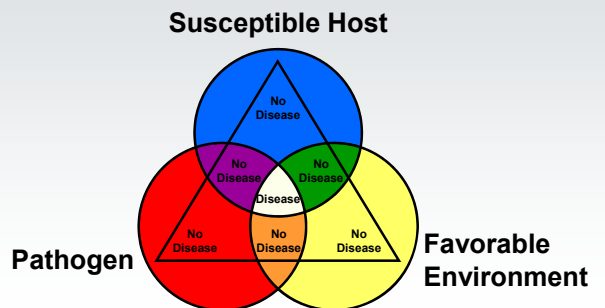 Susceptible Host
No
Disease
No
Disease
No
Disease
Disease
No
Disease
No
Disease
No
Disease
Pathogen
Favorable
Environment